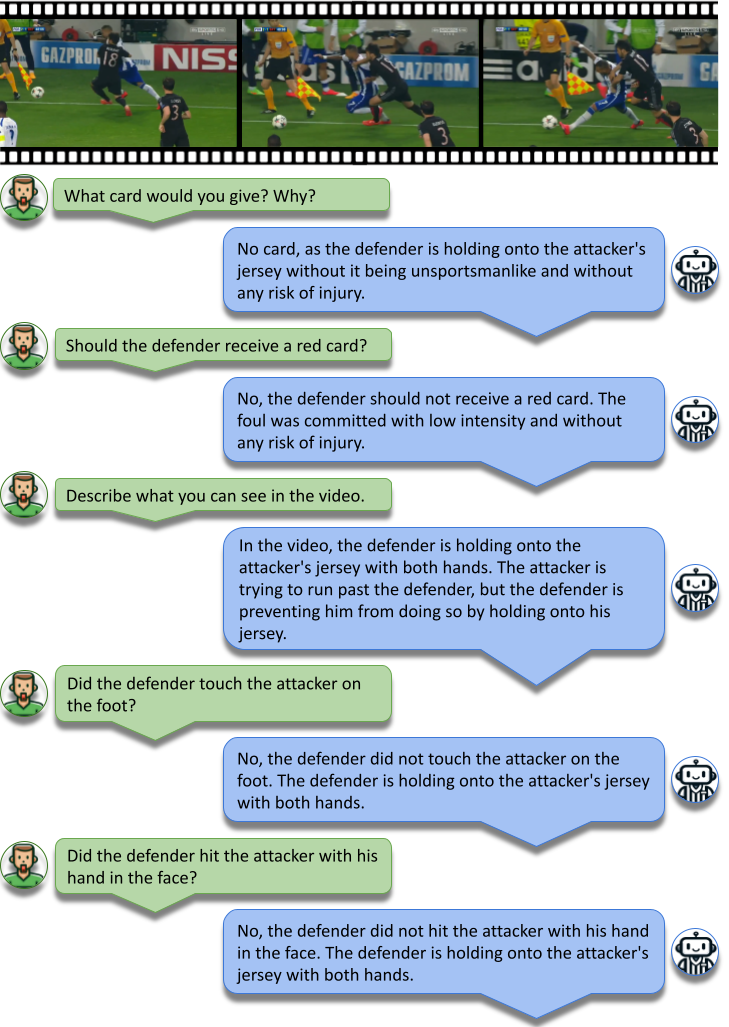 GAZPROM
NISS
18
3
GAZPROM
3
adi
GA
3
What card would you give? Why?
No card, as the defender is holding onto the attacker's
jersey without it being unsportsmanlike and without
any risk of injury.
Should the defender receive a red card?
No, the defender should not receive a red card. The
foul was committed with low intensity and without
any risk of injury.
Describe what you can see in the video.
In the video, the defender is holding onto the
attacker's jersey with both hands. The attacker is
trying to run past the defender, but the defender is
preventing him from doing so by holding onto his
jersey.
Did the defender touch the attacker on
the foot?
No, the defender did not touch the attacker on the
foot. The defender is holding onto the attacker's jersey
with both hands.
Did the defender hit the attacker with his
hand in the face?
No, the defender did not hit the attacker with his hand
in the face. The defender is holding onto the attacker's
jersey with both hands.